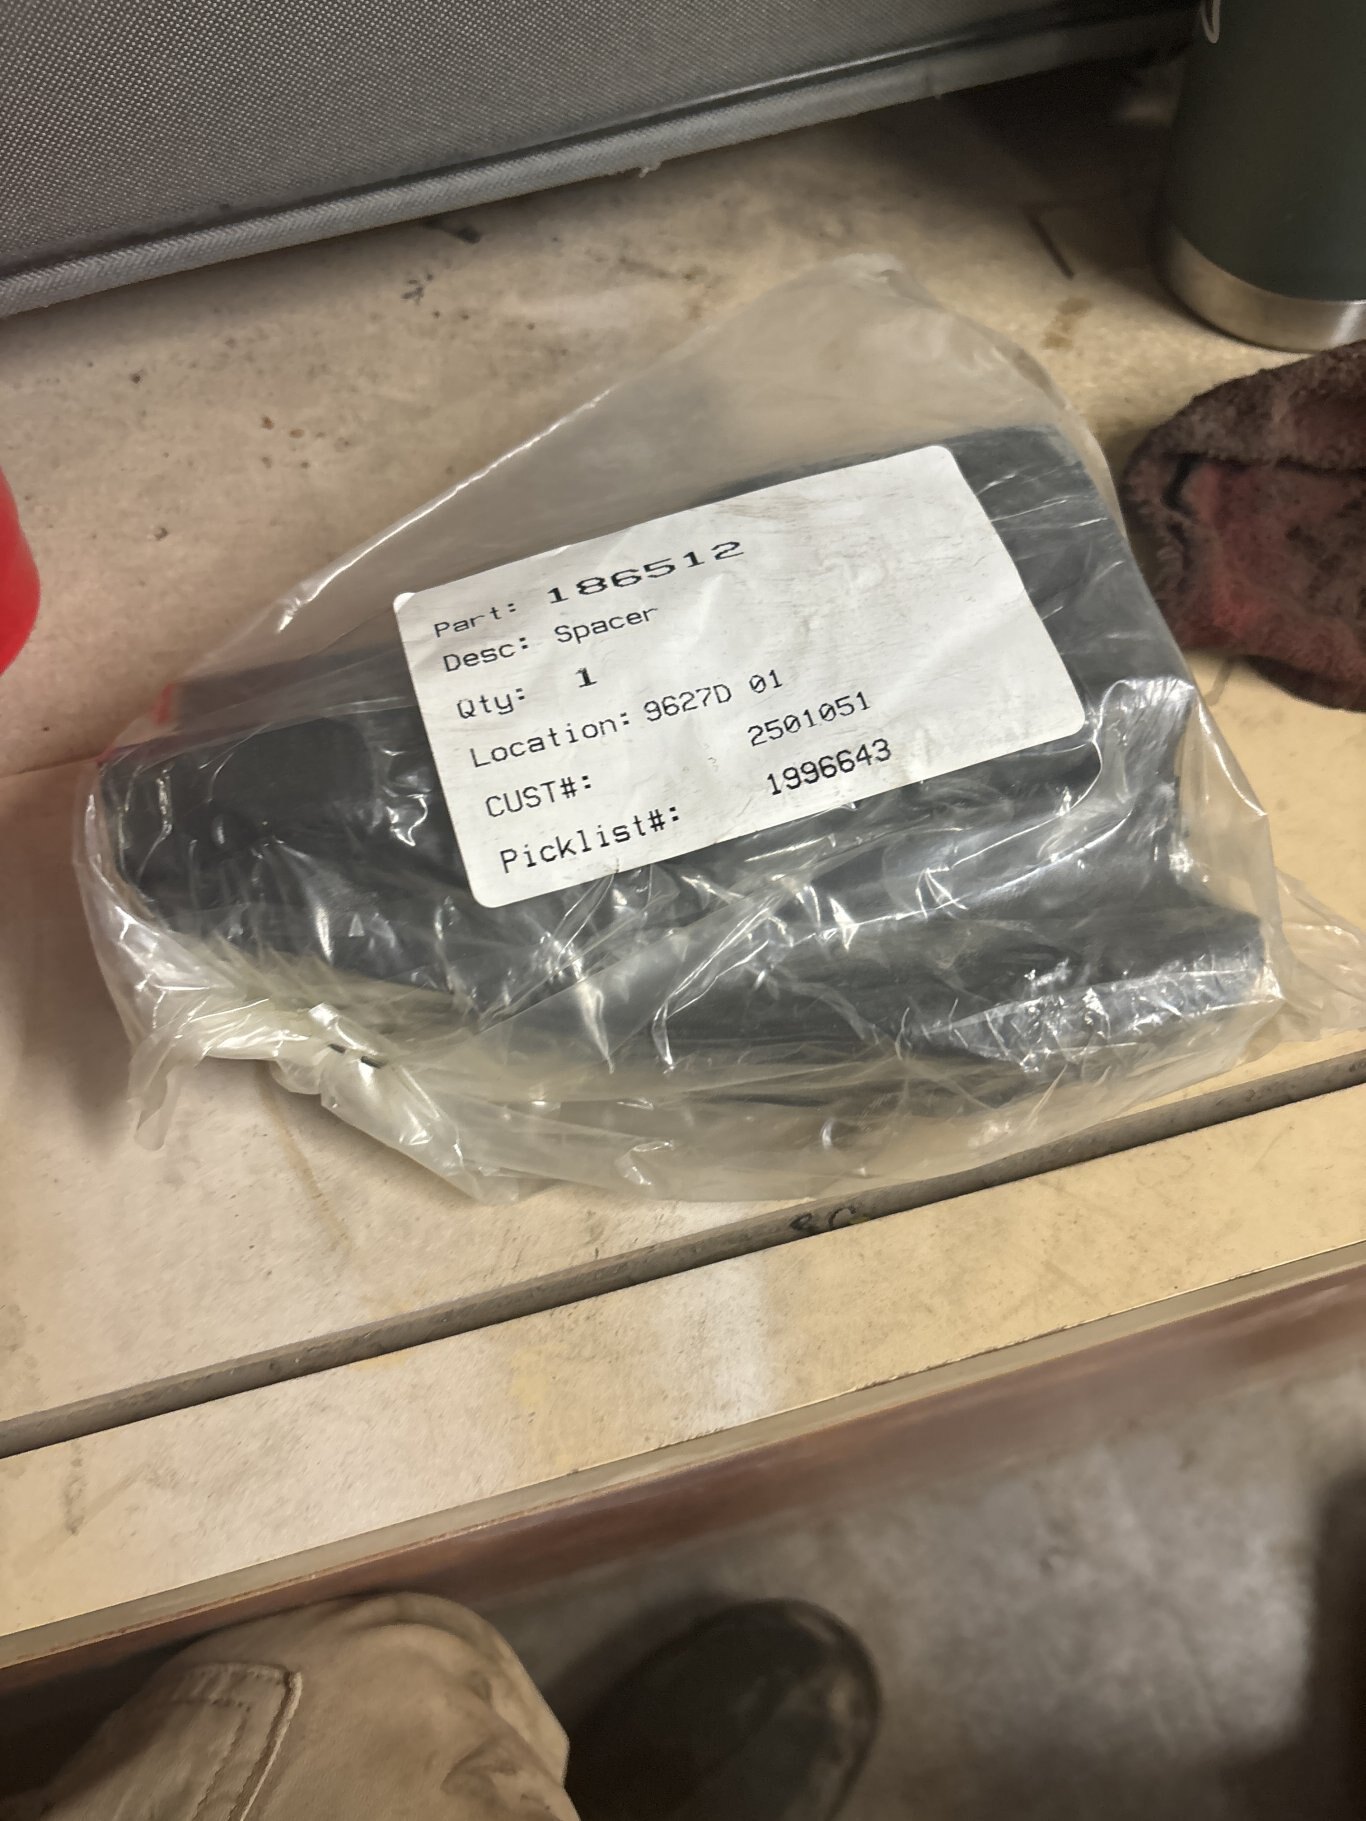 Part: 186512
Desc: Spacer
Qty: 1
Location: 9627D 01
CUST#: 2501051
Picklist#: 1996643